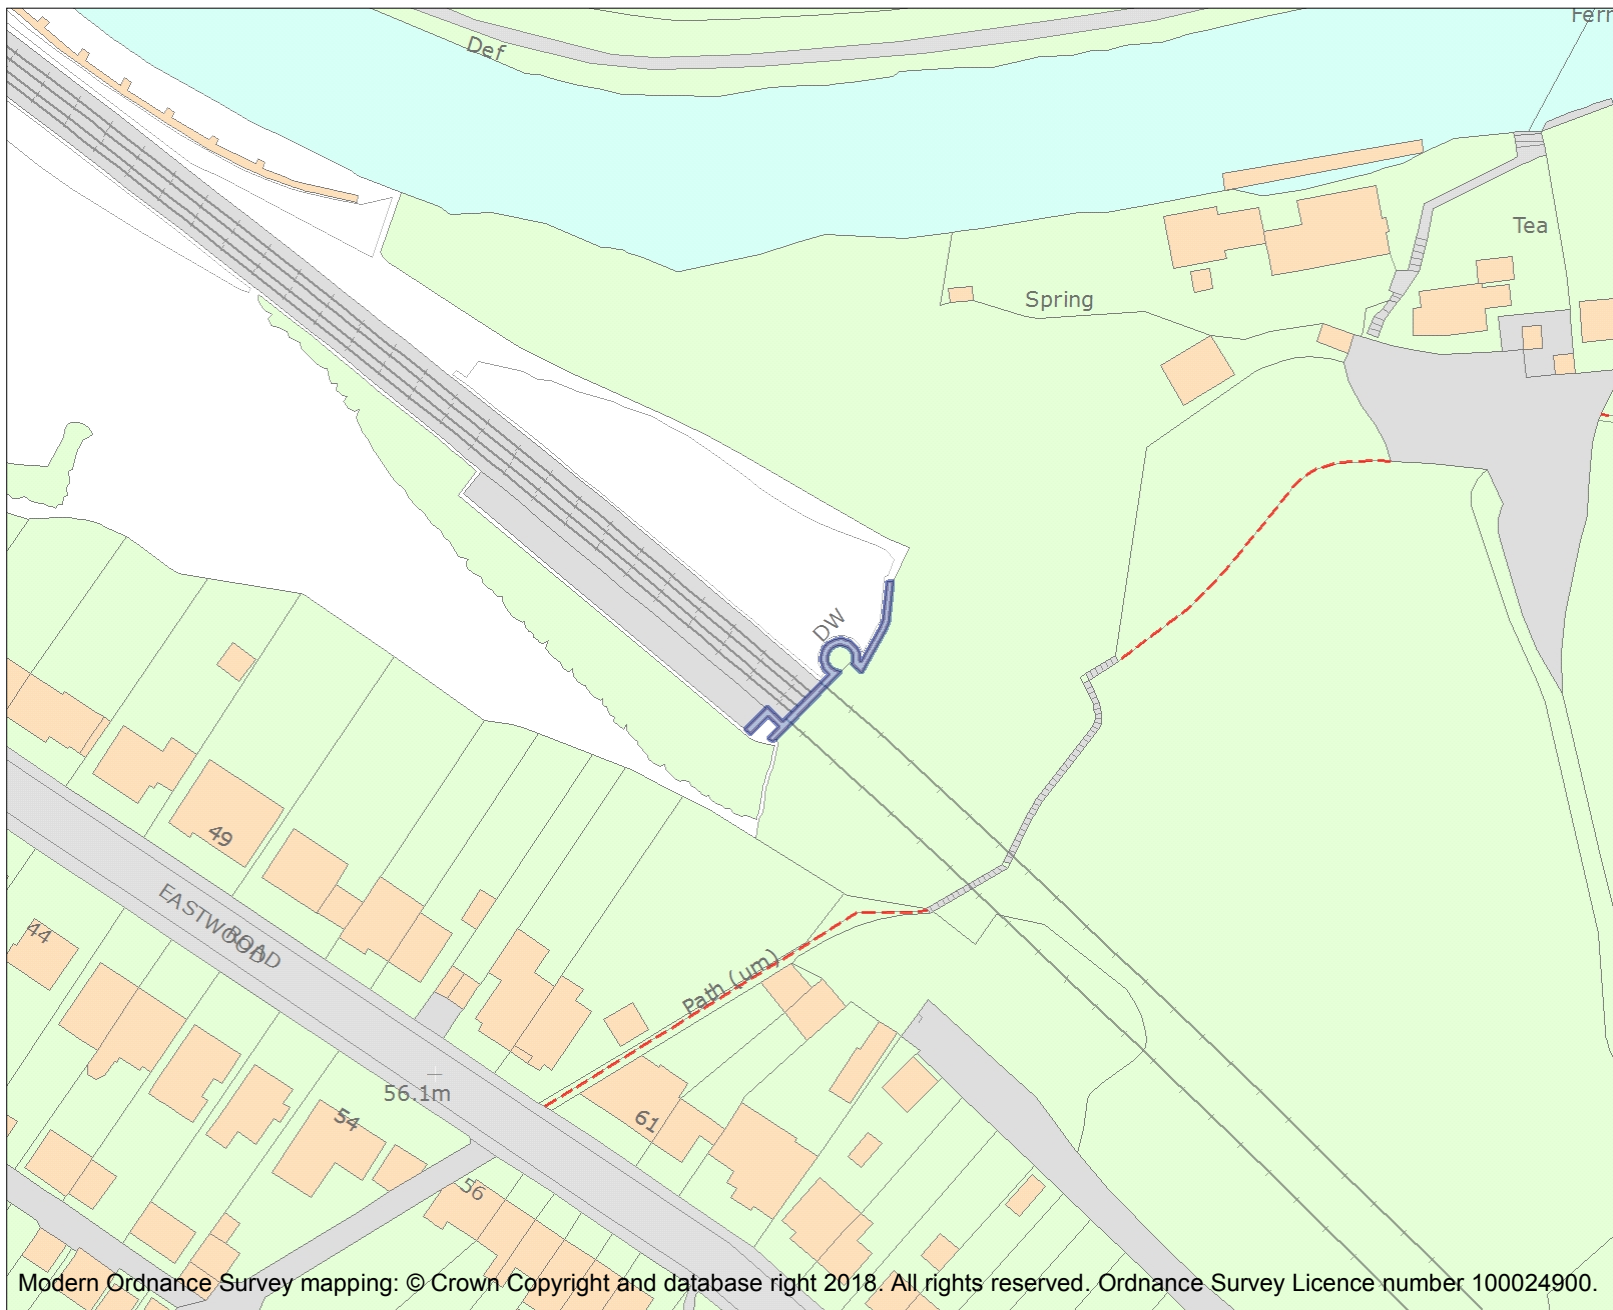 Ferr
Def
Tea
Spring
DW
49
EASTWOOD
ROAD
44
Path (um)
56.1m
54
61
56
Modern Ordnance Survey mapping: © Crown Copyright and database right 2018. All rights reserved. Ordnance Survey Licence number 100024900.